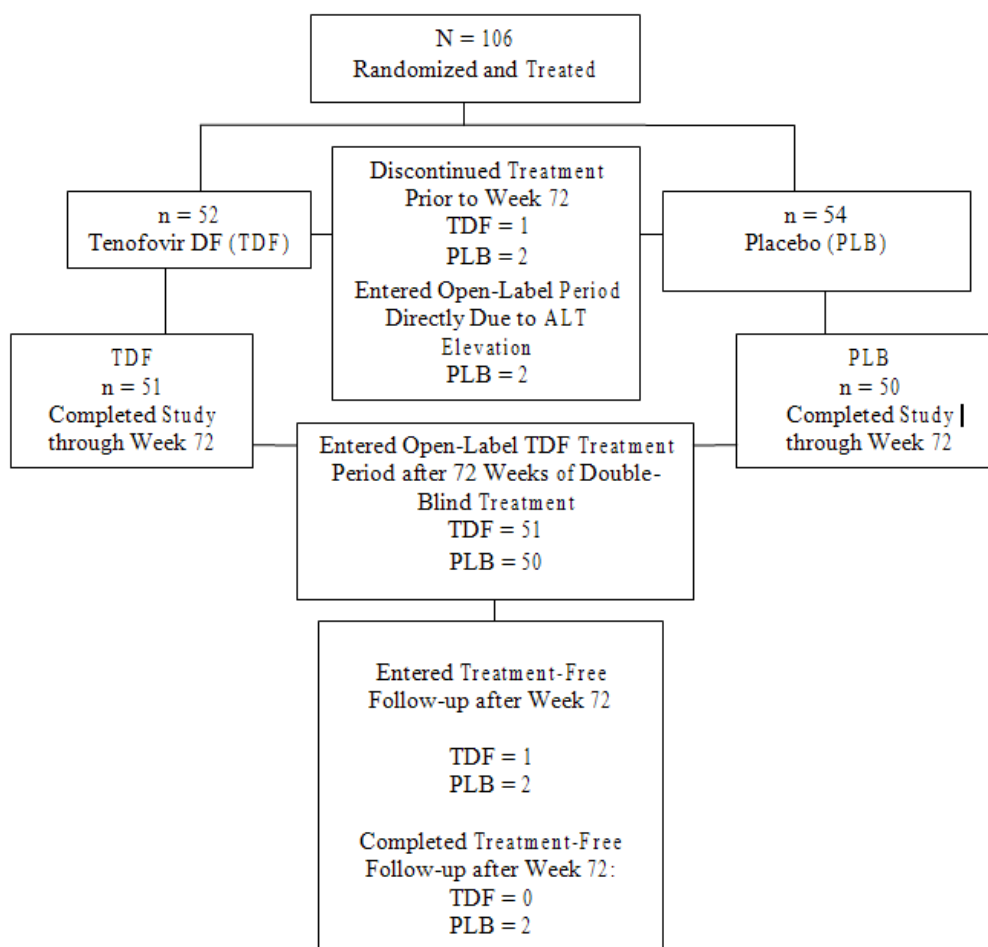 N = 106
Randomized and Treated
n = 52
Tenofovir DF (TDF)
Discontinued Treatment
Prior to Week 72
TDF = 1
PLB = 2
Entered Open-Label Period
Directly Due to ALT
Elevation
PLB = 2
n = 54
Placebo (PLB)
TDF
n = 51
Completed Study
through Week 72
PLB
n = 50
Completed Study
through Week 72
Entered Open-Label TDF Treatment
Period after 72 Weeks of Double-
Blind Treatment
TDF = 51
PLB = 50
Entered Treatment-Free
Follow-up after Week 72
TDF = 1
PLB = 2
Completed Treatment-Free
Follow-up after Week 72:
TDF = 0
PLB = 2